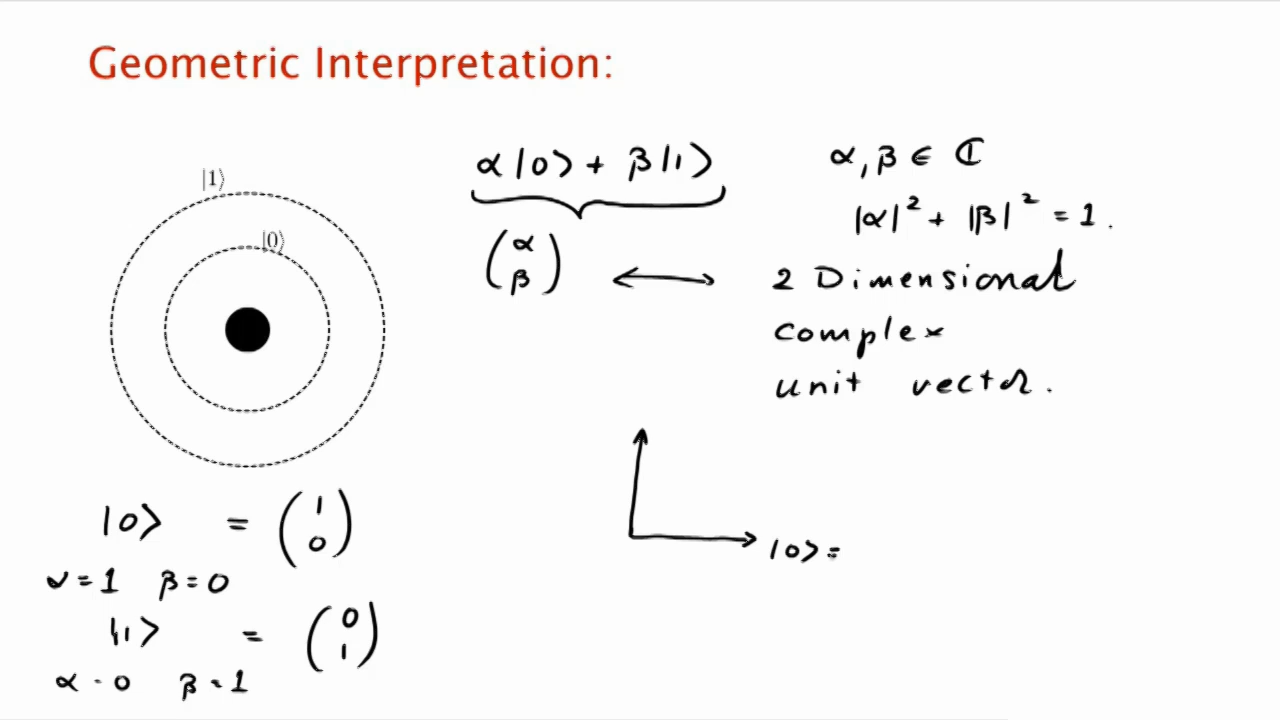 Geometric Interpretation:
|1⟩
|0⟩
α|0⟩ + β|1⟩
(α
β)
α, β ∈ ℂ
|α|² + |β|² = 1.
2 Dimensional
complex
unit vector.
|0⟩ =
|0⟩ = (1
0)
α = 1 β = 0
|1⟩ = (0
1)
α - 0 β = 1